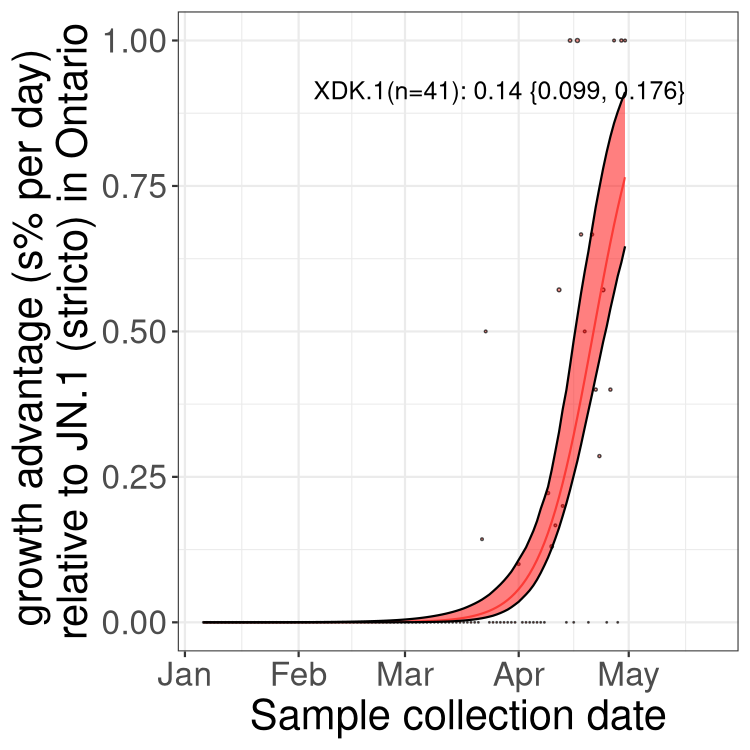 growth advantage (s% per day)
relative to JN.1 (stricto) in Ontario
1.00
0.75
0.50
0.25
0.00
XDK.1(n=41): 0.14 {0.099, 0.176}
Jan Feb Mar Apr May
Sample collection date